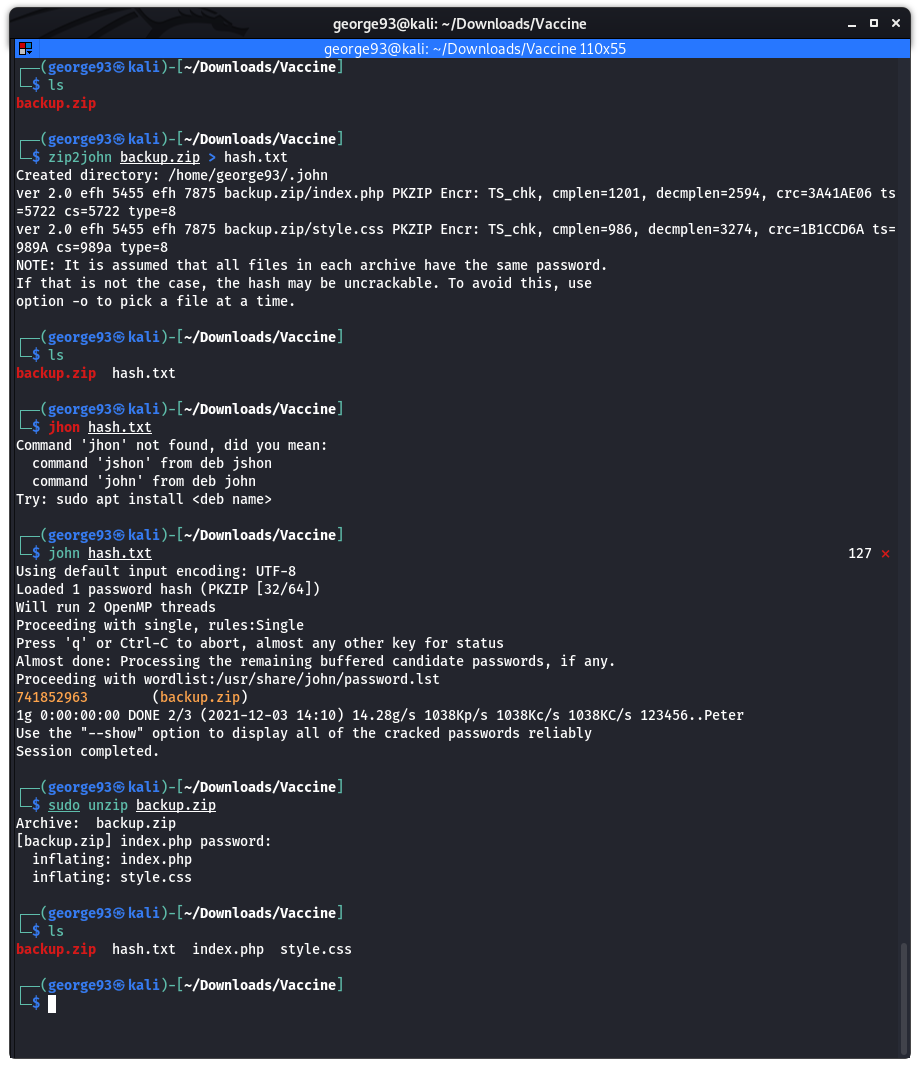 george93@kali: ~/Downloads/Vaccine
george93@kali: ~/Downloads/Vaccine 110x55
┌──(george93㉿kali)-[~/Downloads/Vaccine]
└─$ ls
backup.zip
┌──(george93㉿kali)-[~/Downloads/Vaccine]
└─$ zip2john backup.zip > hash.txt
Created directory: /home/george93/.john
ver 2.0 efh 5455 efh 7875 backup.zip/index.php PKZIP Encr: TS_chk, cmplen=1201, decmplen=2594, crc=3A41AE06 ts
=5722 cs=5722 type=8
ver 2.0 efh 5455 efh 7875 backup.zip/style.css PKZIP Encr: TS_chk, cmplen=986, decmplen=3274, crc=1B1CCD6A ts=
989A cs=989a type=8
NOTE: It is assumed that all files in each archive have the same password.
If that is not the case, the hash may be uncrackable. To avoid this, use
option -o to pick a file at a time.
┌──(george93㉿kali)-[~/Downloads/Vaccine]
└─$ ls
backup.zip  hash.txt
┌──(george93㉿kali)-[~/Downloads/Vaccine]
└─$ jhon hash.txt
Command 'jhon' not found, did you mean:
  command 'jshon' from deb jshon
  command 'john' from deb john
Try: sudo apt install <deb name>
┌──(george93㉿kali)-[~/Downloads/Vaccine]
└─$ john hash.txt 127 ⨯
Using default input encoding: UTF-8
Loaded 1 password hash (PKZIP [32/64])
Will run 2 OpenMP threads
Proceeding with single, rules:Single
Press 'q' or Ctrl-C to abort, almost any other key for status
Almost done: Processing the remaining buffered candidate passwords, if any.
Proceeding with wordlist:/usr/share/john/password.lst
741852963        (backup.zip)
1g 0:00:00:00 DONE 2/3 (2021-12-03 14:10) 14.28g/s 1038Kp/s 1038Kc/s 1038KC/s 123456..Peter
Use the "--show" option to display all of the cracked passwords reliably
Session completed.
┌──(george93㉿kali)-[~/Downloads/Vaccine]
└─$ sudo unzip backup.zip
Archive:  backup.zip
[backup.zip] index.php password:
  inflating: index.php
  inflating: style.css
┌──(george93㉿kali)-[~/Downloads/Vaccine]
└─$ ls
backup.zip  hash.txt  index.php  style.css
┌──(george93㉿kali)-[~/Downloads/Vaccine]
└─$